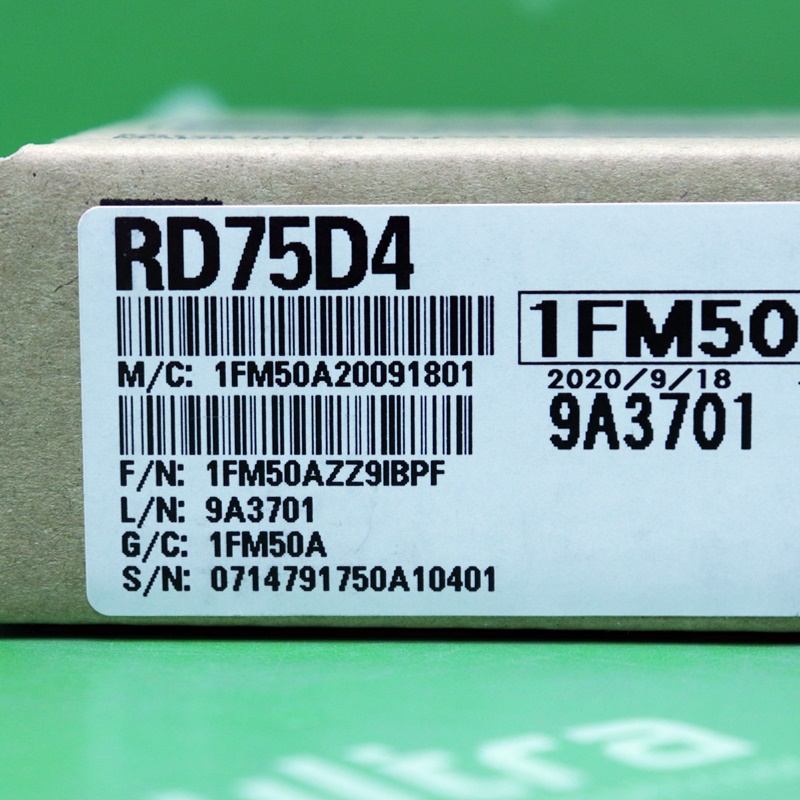 RD75D4
M/C: 1FM50A20091801
F/N: 1FM50AZZ9IBPF
L/N: 9A3701
G/C: 1FM50A
S/N: 0714791750A10401
1FM50
2020/9/18
9A3701